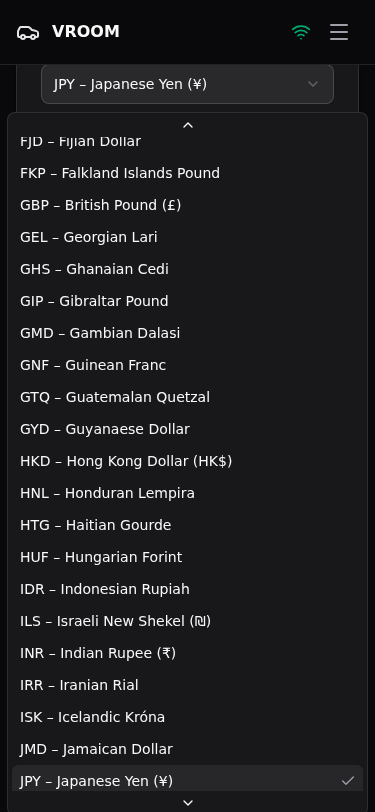 VROOM
JPY – Japanese Yen (¥)
FJD – Fijian Dollar
FKP – Falkland Islands Pound
GBP – British Pound (£)
GEL – Georgian Lari
GHS – Ghanaian Cedi
GIP – Gibraltar Pound
GMD – Gambian Dalasi
GNF – Guinean Franc
GTQ – Guatemalan Quetzal
GYD – Guyanaese Dollar
HKD – Hong Kong Dollar (HK$)
HNL – Honduran Lempira
HTG – Haitian Gourde
HUF – Hungarian Forint
IDR – Indonesian Rupiah
ILS – Israeli New Shekel (₪)
INR – Indian Rupee (₹)
IRR – Iranian Rial
ISK – Icelandic Króna
JMD – Jamaican Dollar
JPY – Japanese Yen (¥)